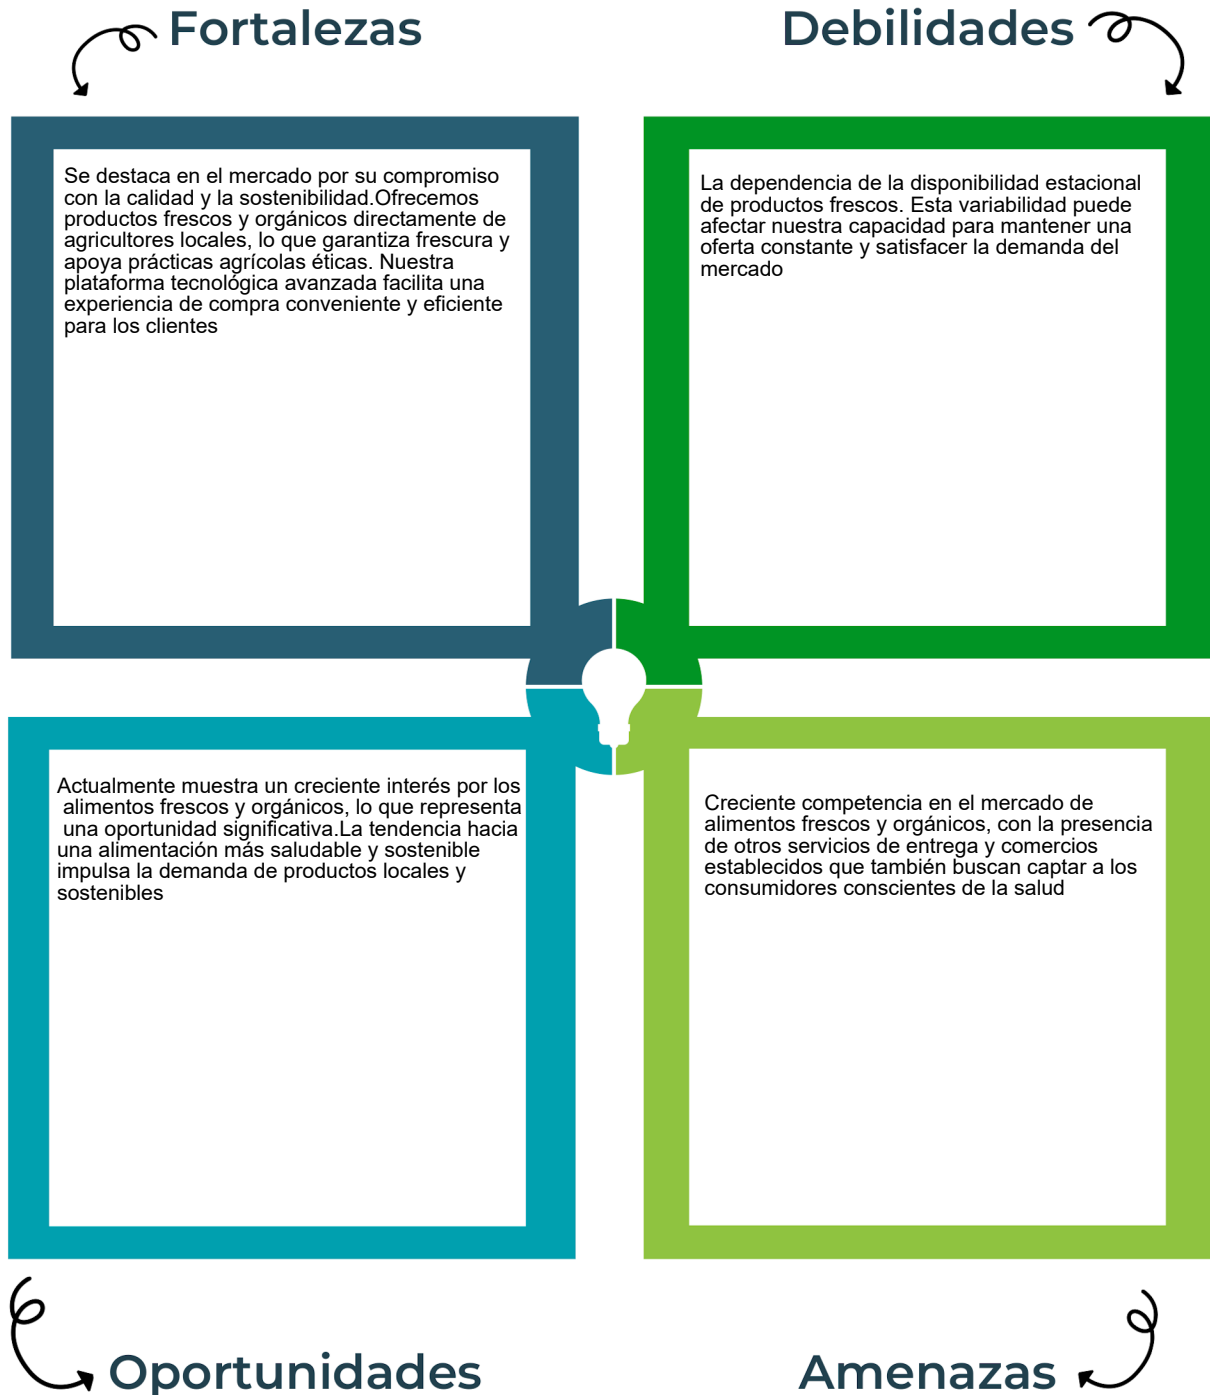 Fortalezas
Debilidades
Se destaca en el mercado por su compromiso
con la calidad y la sostenibilidad.Ofrecemos
productos frescos y orgánicos directamente de
agricultores locales, lo que garantiza frescura y
apoya prácticas agrícolas éticas. Nuestra
plataforma tecnológica avanzada facilita una
experiencia de compra conveniente y eficiente
para los clientes
La dependencia de la disponibilidad estacional
de productos frescos. Esta variabilidad puede
afectar nuestra capacidad para mantener una
oferta constante y satisfacer la demanda del
mercado
Actualmente muestra un creciente interés por los
alimentos frescos y orgánicos, lo que representa
una oportunidad significativa.La tendencia hacia
una alimentación más saludable y sostenible
impulsa la demanda de productos locales y
sostenibles
Creciente competencia en el mercado de
alimentos frescos y orgánicos, con la presencia
de otros servicios de entrega y comercios
establecidos que también buscan captar a los
consumidores conscientes de la salud
Oportunidades
Amenazas